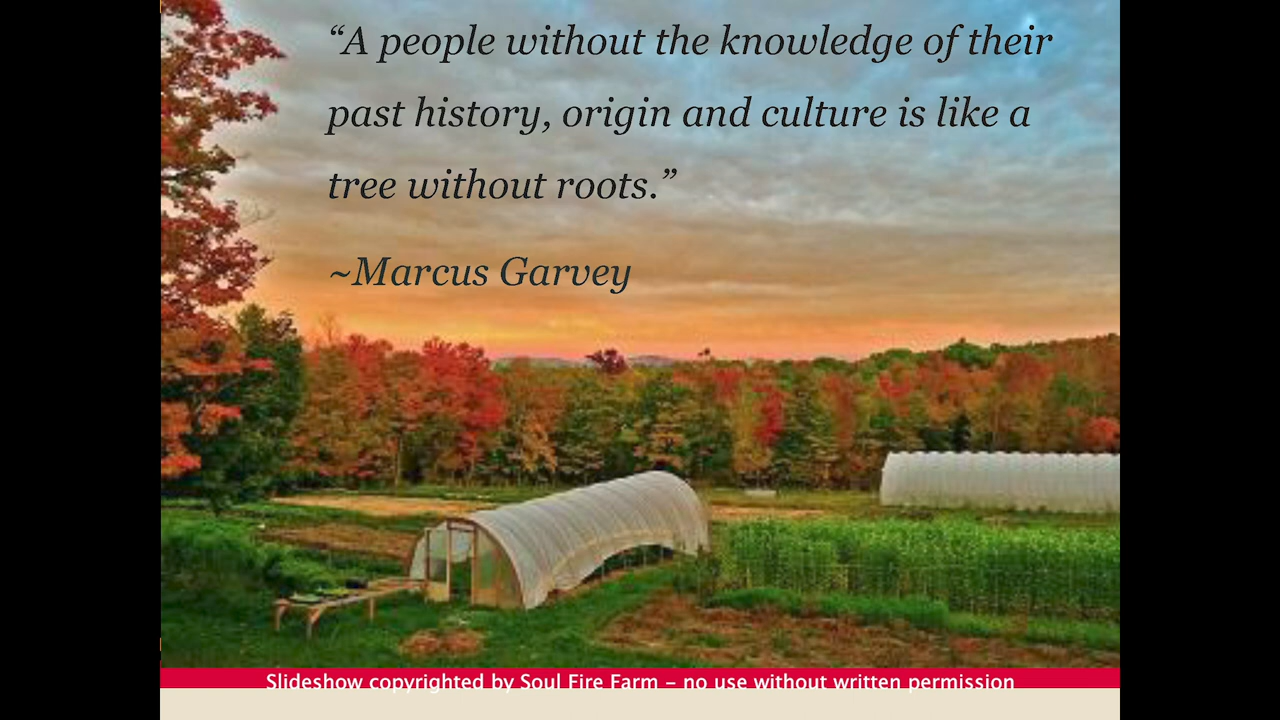 “A people without the knowledge of their
past history, origin and culture is like a
tree without roots.”
~Marcus Garvey
Slideshow copyrighted by Soul Fire Farm – no use without written permission